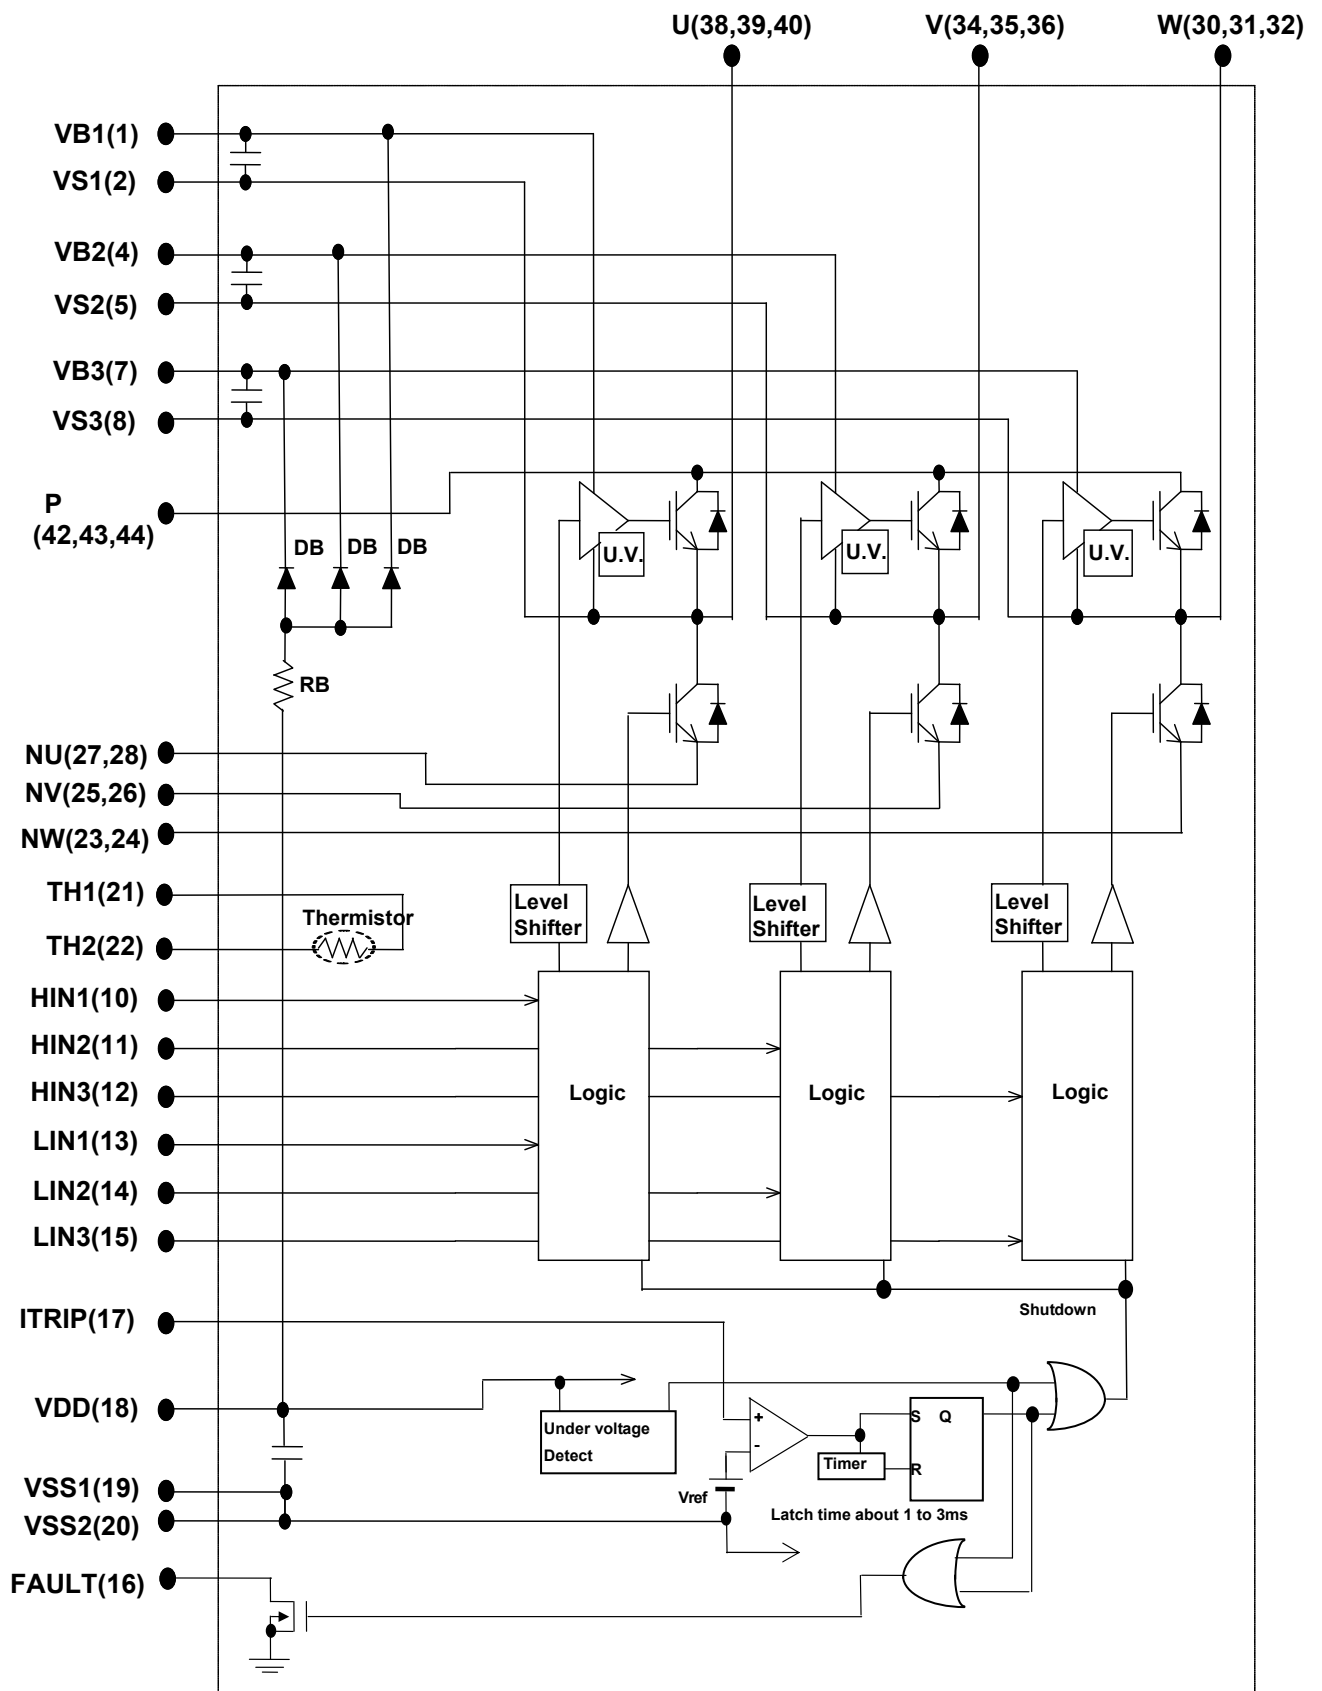 U(38,39,40) V(34,35,36) W(30,31,32)
VB1(1)
VS1(2)
VB2(4)
VS2(5)
VB3(7)
VS3(8)
P
(42,43,44)
DB DB DB
U.V. U.V. U.V.
RB
NU(27,28)
NV(25,26)
NW(23,24)
TH1(21)
Thermistor
TH2(22)
Level
Shifter
Level
Shifter
Level
Shifter
HIN1(10)
HIN2(11)
HIN3(12)
Logic Logic Logic
LIN1(13)
LIN2(14)
LIN3(15)
Shutdown
ITRIP(17)
VDD(18)
Under voltage
Detect
+
-
S Q
R
Timer
Vref
Latch time about 1 to 3ms
VSS1(19)
VSS2(20)
FAULT(16)